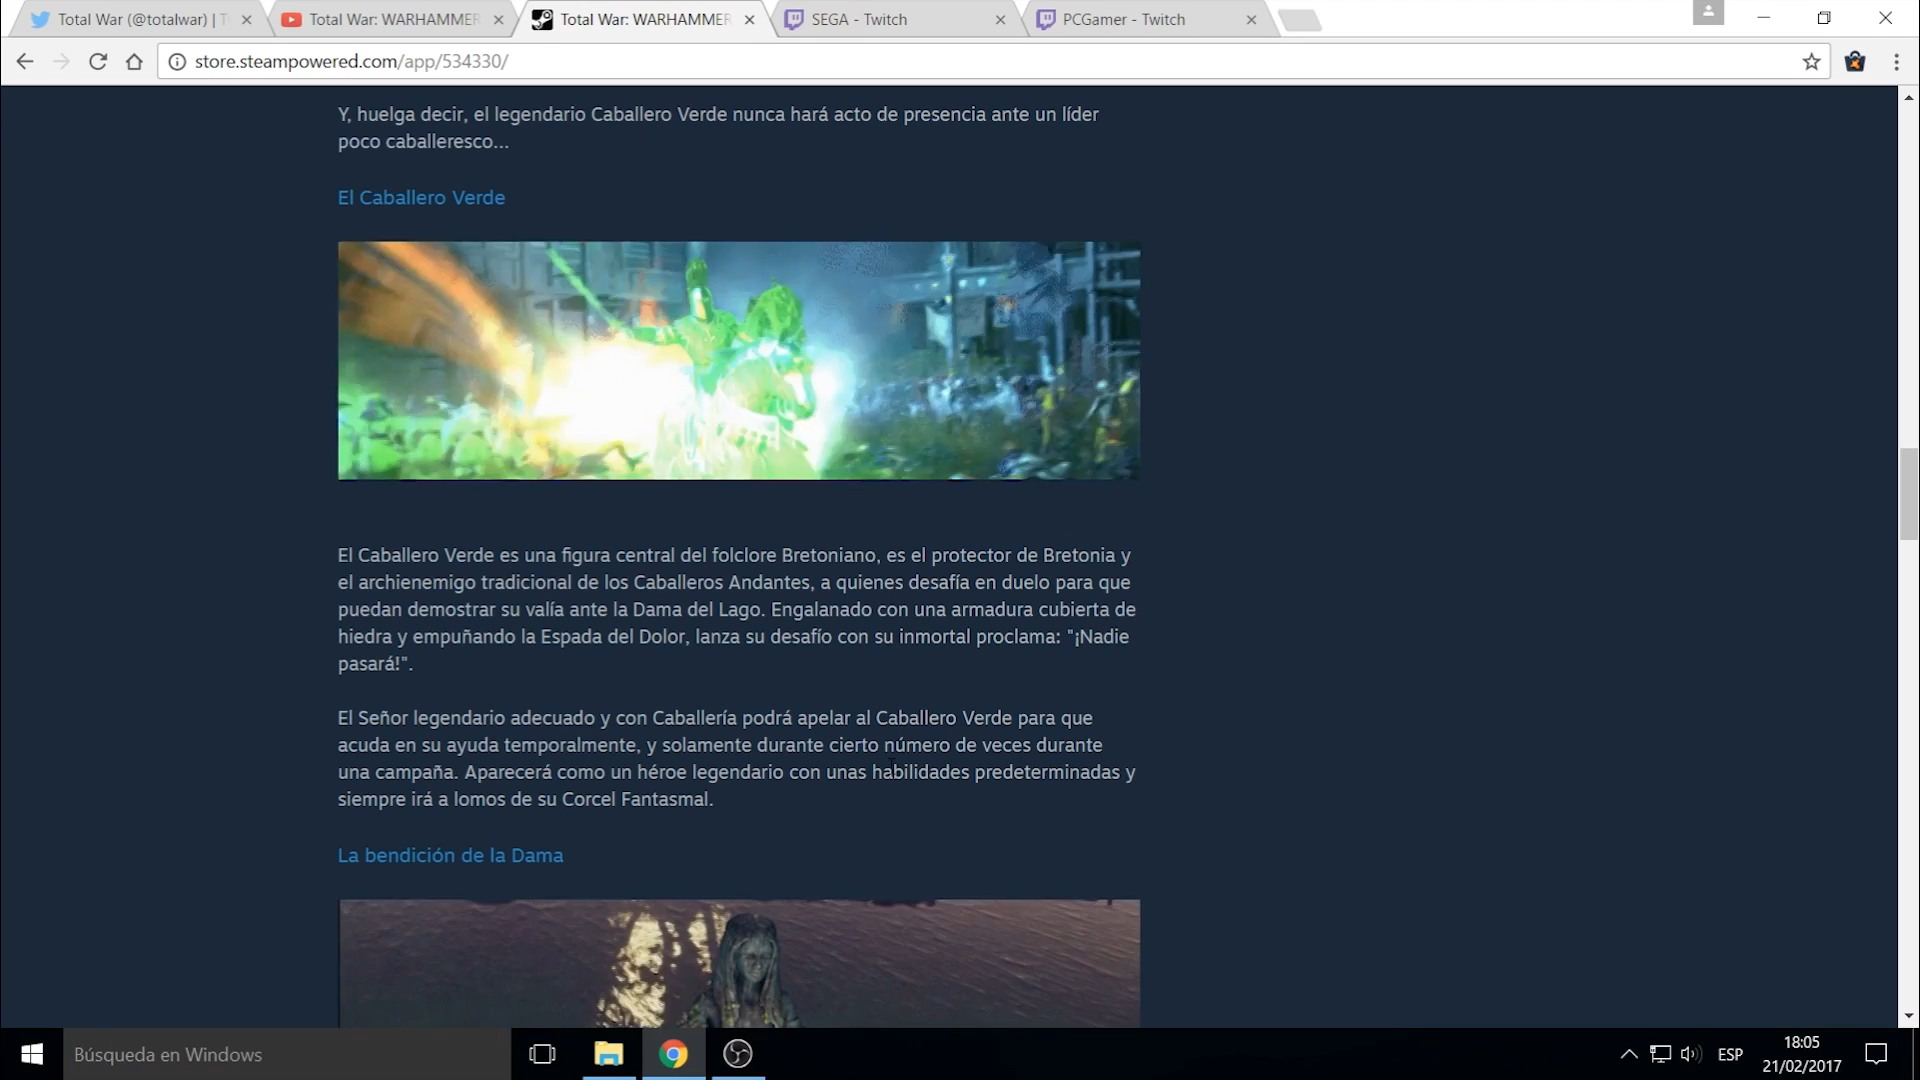 Total War (@totalwar) | T
Total War: WARHAMMER
Total War: WARHAMMER
SEGA - Twitch
PCGamer - Twitch
store.steampowered.com/app/534330/
Y, huelga decir, el legendario Caballero Verde nunca hará acto de presencia ante un líder
poco caballeresco...
El Caballero Verde
El Caballero Verde es una figura central del folclore Bretoniano, es el protector de Bretonia y
el archienemigo tradicional de los Caballeros Andantes, a quienes desafía en duelo para que
puedan demostrar su valía ante la Dama del Lago. Engalanado con una armadura cubierta de
hiedra y empuñando la Espada del Dolor, lanza su desafío con su inmortal proclama: "¡Nadie
pasará!".
El Señor legendario adecuado y con Caballería podrá apelar al Caballero Verde para que
acuda en su ayuda temporalmente, y solamente durante cierto número de veces durante
una campaña. Aparecerá como un héroe legendario con unas habilidades predeterminadas y
siempre irá a lomos de su Corcel Fantasmal.
La bendición de la Dama
Búsqueda en Windows
ESP
18:05
21/02/2017